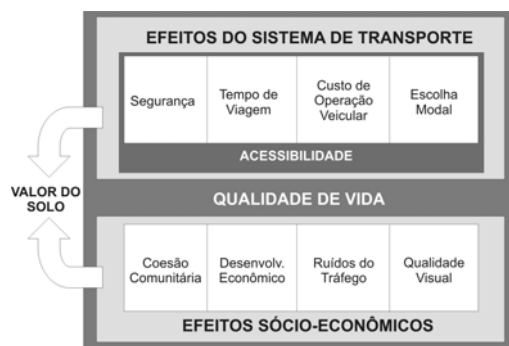 EFEITOS DO SISTEMA DE TRANSPORTE
Segurança
Tempo de
Viagem
Custo de
Operação
Veicular
Escolha
Modal
ACESSIBILIDADE
VALOR DO
SOLO
QUALIDADE DE VIDA
Coesão
Comunitária
Desenvolv.
Econômico
Ruídos do
Tráfego
Qualidade
Visual
EFEITOS SÓCIO-ECONÔMICOS